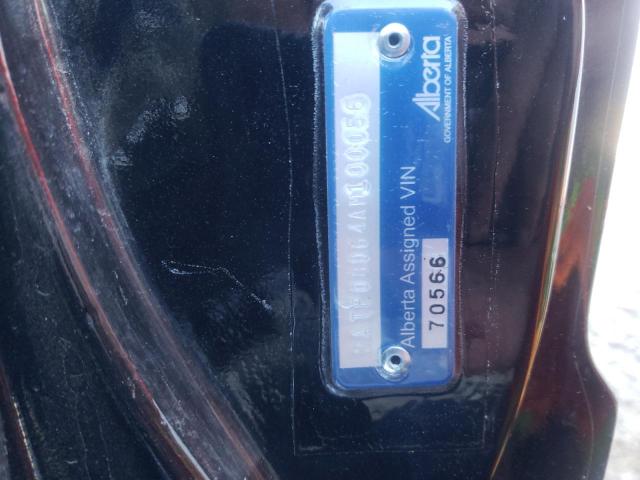 Alberta
GOVERNMENT OF ALBERTA
Alberta Assigned VIN
70566